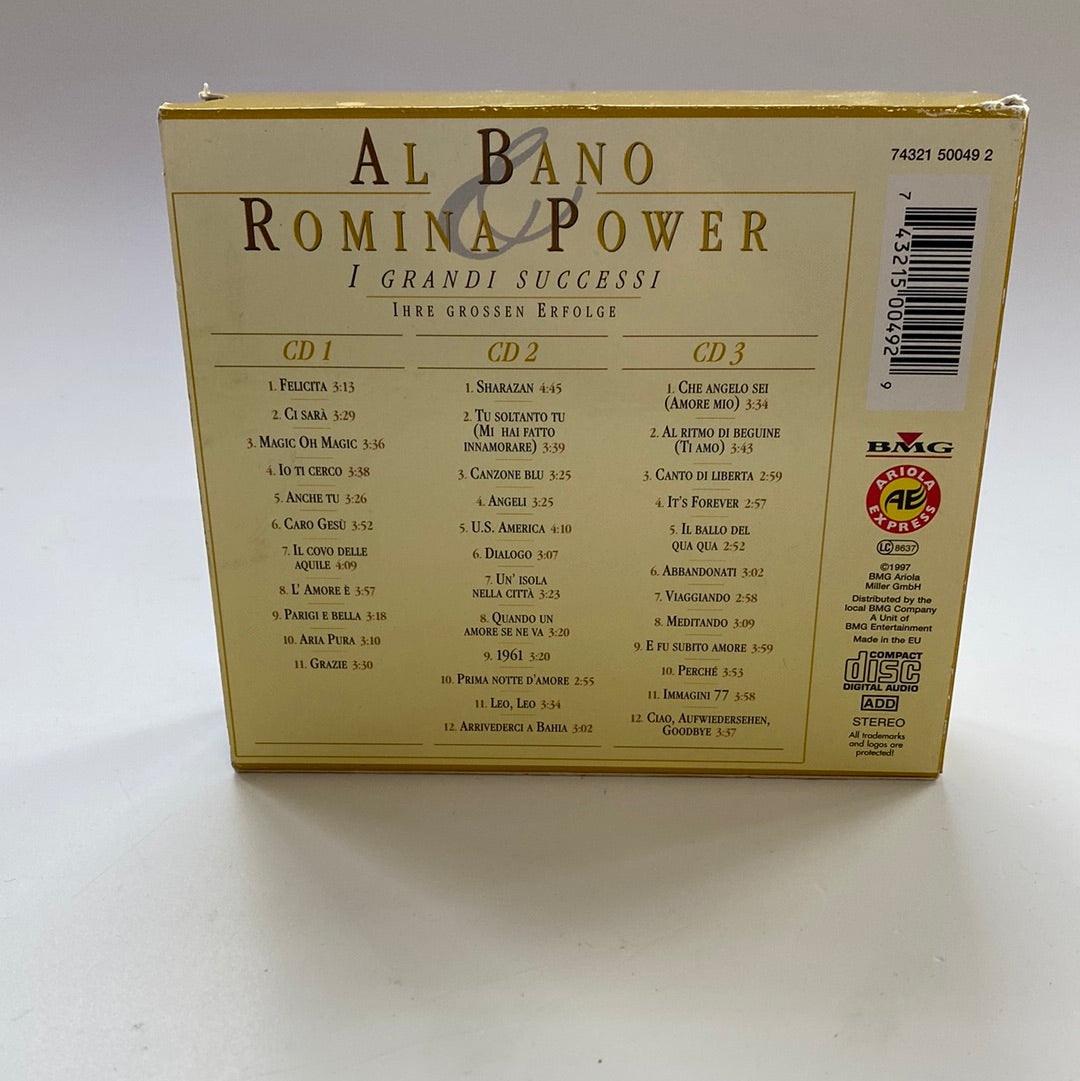 AL BANO
&
ROMINA POWER
I GRANDI SUCCESSI
IHRE GROSSEN ERFOLGE
CD 1
1. FELICITA 3:13
2. CI SARÀ 3:29
3. MAGIC OH MAGIC 3:36
4. IO TI CERCO 3:38
5. ANCHE TU 3:26
6. CARO GESÙ 3:52
7. IL COVO DELLE
AQUILE 4:09
8. L' AMORE È 3:57
9. PARIGI E BELLA 3:18
10. ARIA PURA 3:10
11. GRAZIE 3:30
CD 2
1. SHARAZAN 4:45
2. TU SOLTANTO TU
(MI HAI FATTO
INNAMORARE) 3:39
3. CANZONE BLU 3:25
4. ANGELI 3:25
5. U.S. AMERICA 4:10
6. DIALOGO 3:07
7. UN' ISOLA
NELLA CITTÀ 3:23
8. QUANDO UN
AMORE SE NE VA 3:20
9. 1961 3:20
10. PRIMA NOTTE D'AMORE 2:55
11. LEO, LEO 3:34
12. ARRIVEDERCI A BAHIA 3:02
CD 3
1. CHE ANGELO SEI
(AMORE MIO) 3:34
2. AL RITMO DI BEGUINE
(TI AMO) 3:43
3. CANTO DI LIBERTA 2:59
4. IT'S FOREVER 2:57
5. IL BALLO DEL
QUA QUA 2:52
6. ABBANDONATI 3:02
7. VIAGGIANDO 2:58
8. MEDITANDO 3:09
9. E FU SUBITO AMORE 3:59
10. PERCHÉ 3:53
11. IMMAGINI 77 3:58
12. CIAO, AUFWIEDERSEHEN,
GOODBYE 3:37
74321 50049 2
7 43215 00492 9
BMG
ARIOLA
AE
EXPRESS
LC 8637
©1997
BMG Ariola
Miller GmbH
Distributed by the
local BMG Company
A Unit of
BMG Entertainment
Made in the EU
COMPACT
disc
DIGITAL AUDIO
ADD
STEREO
All trademarks
and logos are
protected!